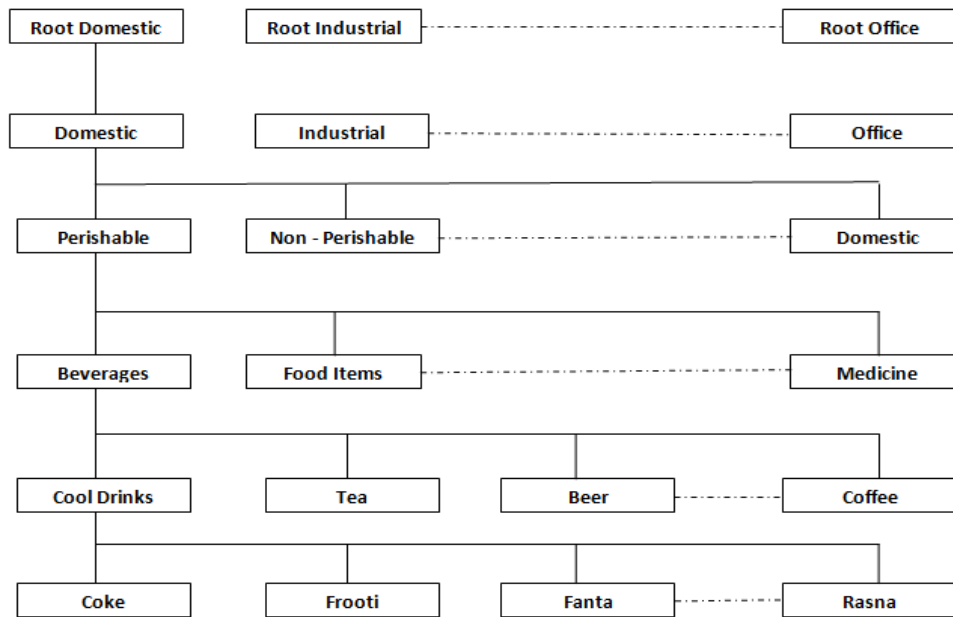 Root Domestic
Root Industrial
Root Office
Domestic
Industrial
Office
Perishable
Non - Perishable
Domestic
Beverages
Food Items
Medicine
Cool Drinks
Tea
Beer
Coffee
Coke
Frooti
Fanta
Rasna